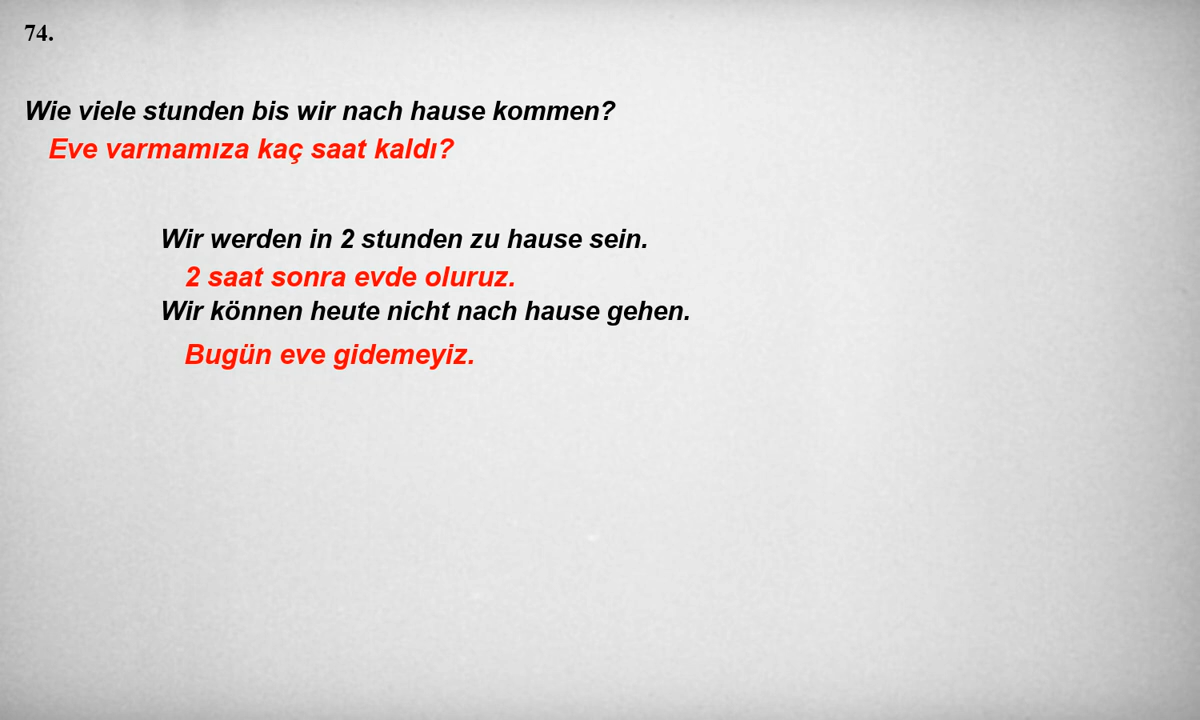 74.
Wie viele stunden bis wir nach hause kommen?
Eve varmamıza kaç saat kaldı?
Wir werden in 2 stunden zu hause sein.
2 saat sonra evde oluruz.
Wir können heute nicht nach hause gehen.
Bugün eve gidemeyiz.